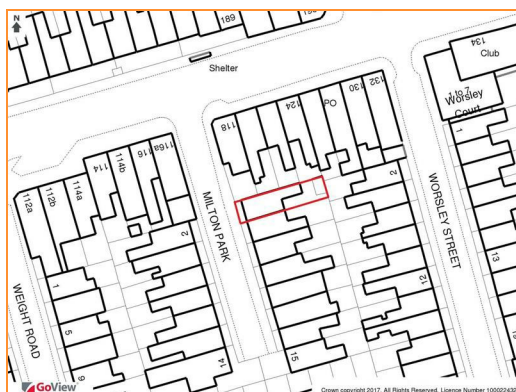 N
189
Shelter
134
Club
1 to 7
Worsley
Court
132
130
PO
124
118
116a
116
114b
114
114a
112b
112a
MILTON PARK
WORSLEY STREET
WEIGHT ROAD
1
2
2
1
5
9
12
13
14
15
GoView
Crown copyright 2017. All Rights Reserved. Licence Number 100022432